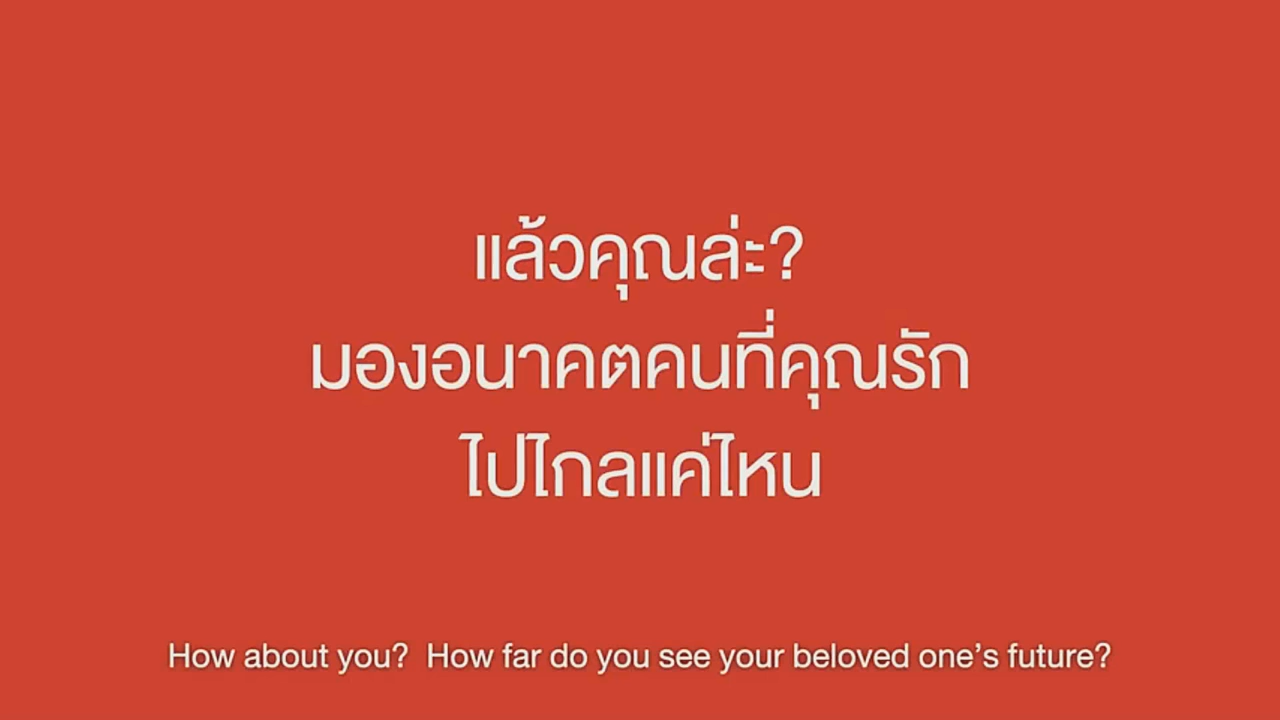 แล้วคุณล่ะ?
มองอนาคตคนที่คุณรัก
ไปไกลแค่ไหน
How about you?  How far do you see your beloved one’s future?